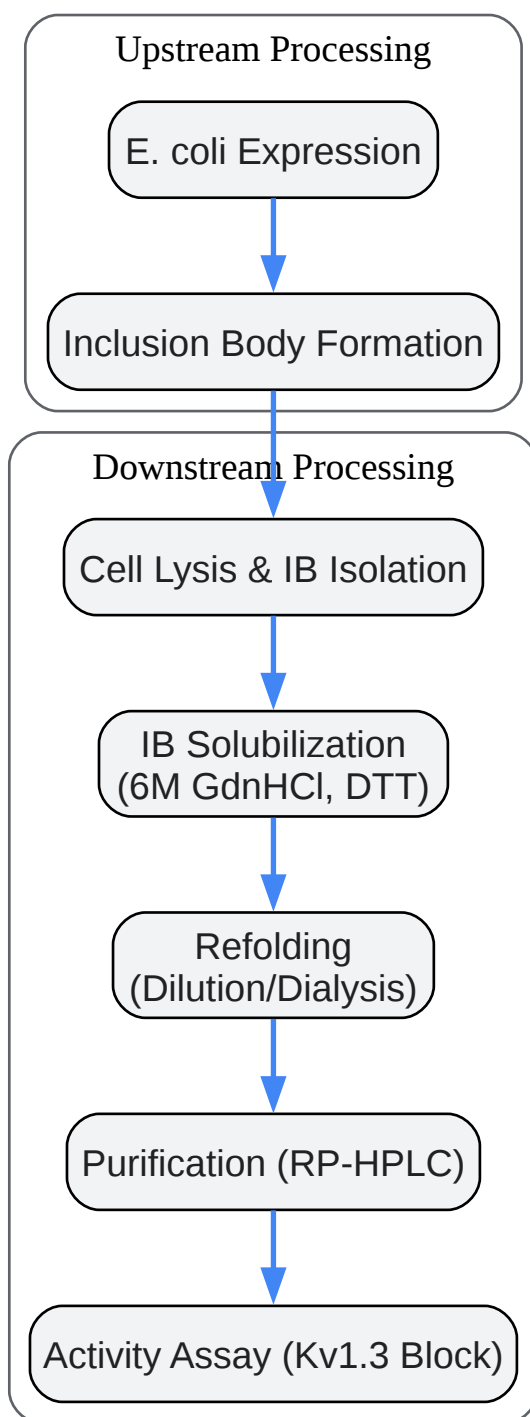 Upstream Processing
E. coli Expression
Inclusion Body Formation
Downstream Processing
Cell Lysis & IB Isolation
IB Solubilization
(6M GdnHCl, DTT)
Refolding
(Dilution/Dialysis)
Purification (RP-HPLC)
Activity Assay (Kv1.3 Block)